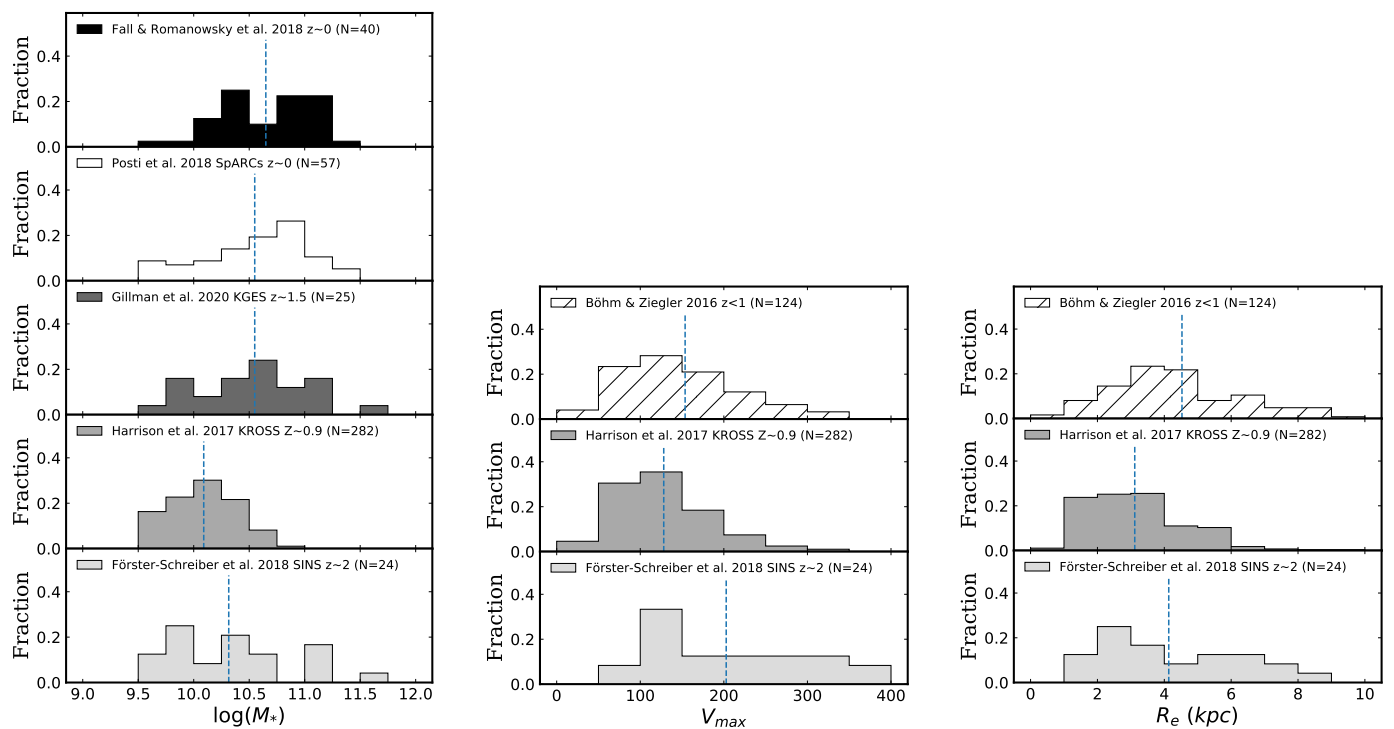 Fall & Romanowsky et al. 2018 z~0 (N=40)
Fraction
0.4
0.2
0.0
Posti et al. 2018 SpARCs z~0 (N=57)
Fraction
0.4
0.2
0.0
Gillman et al. 2020 KGES z~1.5 (N=25)
Fraction
0.4
0.2
0.0
Harrison et al. 2017 KROSS Z~0.9 (N=282)
Fraction
0.4
0.2
0.0
Förster-Schreiber et al. 2018 SINS z~2 (N=24)
Fraction
0.4
0.2
0.0
9.0 9.5 10.0 10.5 11.0 11.5 12.0
log(M*)
Böhm & Ziegler 2016 z<1 (N=124)
Fraction
0.4
0.2
0.0
Harrison et al. 2017 KROSS Z~0.9 (N=282)
Fraction
0.4
0.2
0.0
Förster-Schreiber et al. 2018 SINS z~2 (N=24)
Fraction
0.4
0.2
0.0
0 100 200 300 400
Vmax
Böhm & Ziegler 2016 z<1 (N=124)
Fraction
0.4
0.2
0.0
Harrison et al. 2017 KROSS Z~0.9 (N=282)
Fraction
0.4
0.2
0.0
Förster-Schreiber et al. 2018 SINS z~2 (N=24)
Fraction
0.4
0.2
0.0
0 2 4 6 8 10
Re (kpc)